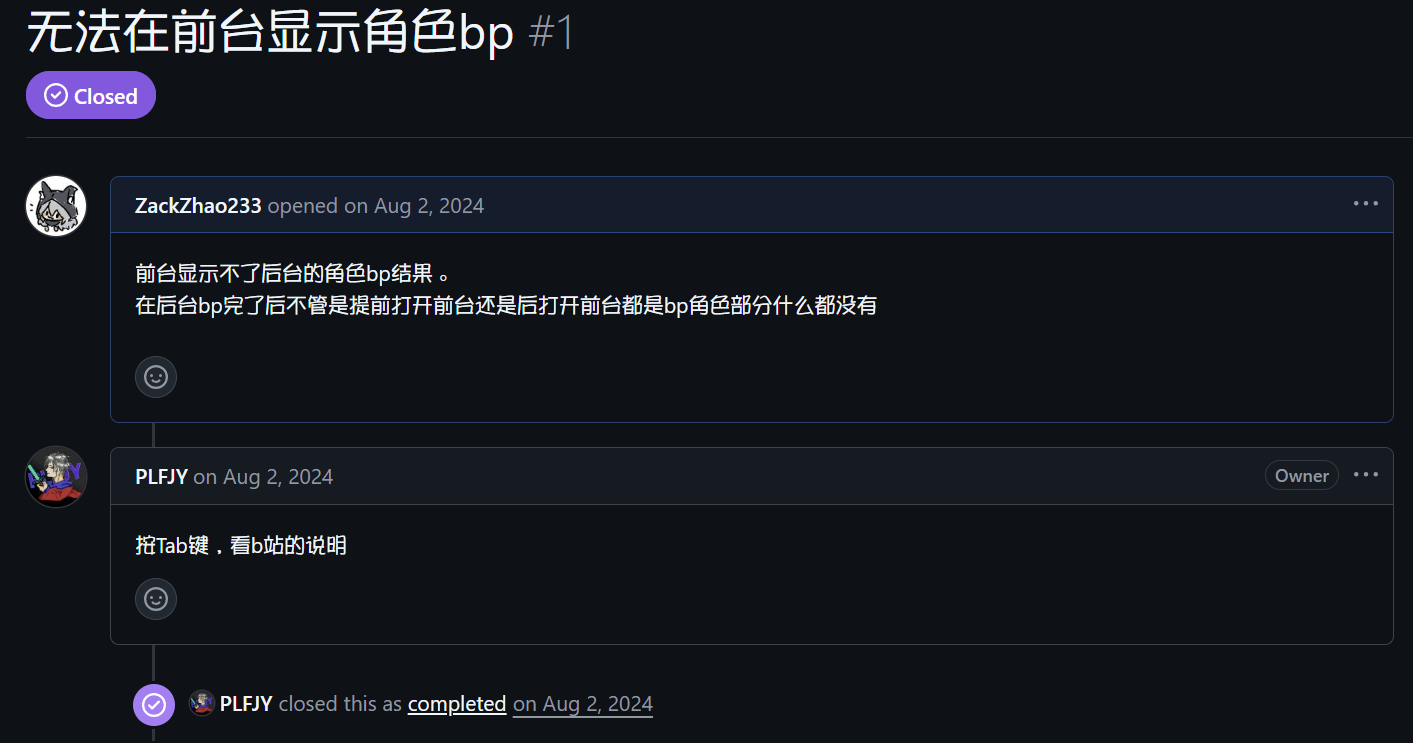 无法在前台显示角色bp #1
Closed
ZackZhao233 opened on Aug 2, 2024
前台显示不了后台的角色bp结果。
在后台bp完了后不管是提前打开前台还是后打开前台都是bp角色部分什么都没有
PLFJY on Aug 2, 2024
Owner
按Tab键，看b站的说明
PLFJY closed this as completed on Aug 2, 2024